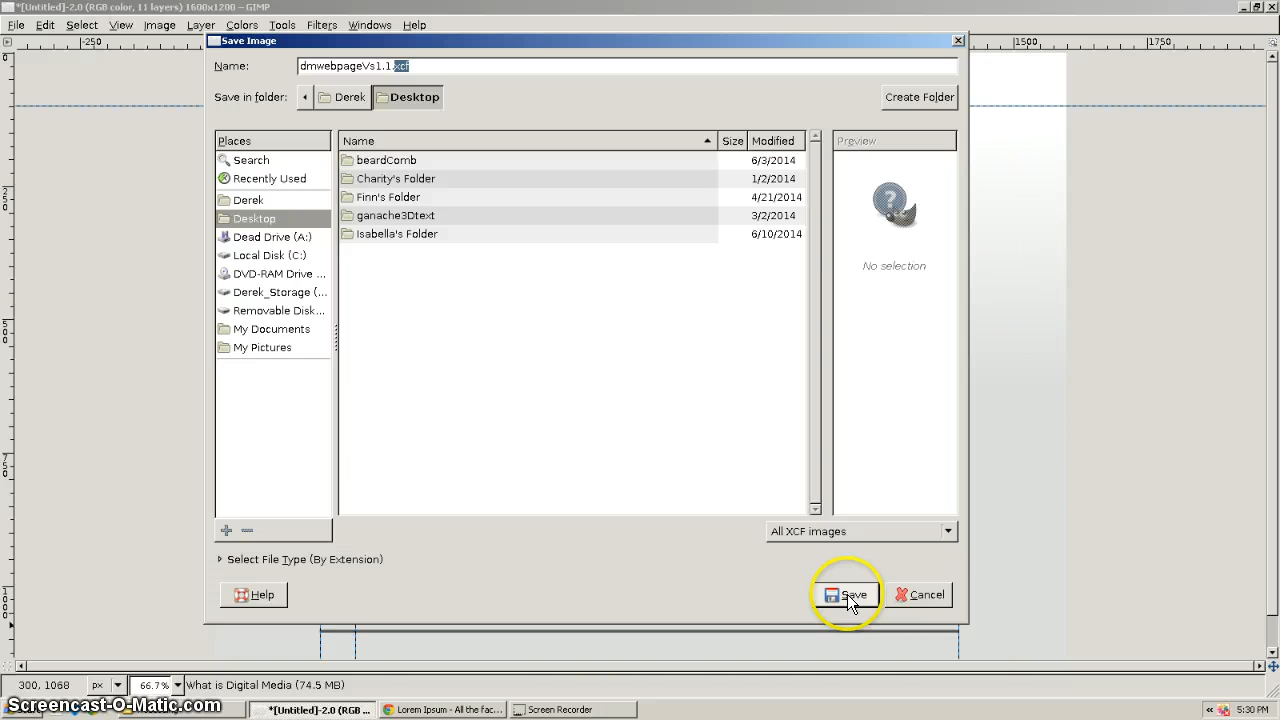 *[Untitled]-2.0 (RGB color, 11 layers) 1600x1200 – GIMP
File Edit Select View Image Layer Colors Tools Filters Windows Help
-250 1500 1750
Save Image
Name: dmwebpageVs1.1.xcf
Save in folder: Derek Desktop Create Folder
Places Name Size Modified Preview
Search
Recently Used
Derek
Desktop
Dead Drive (A:)
Local Disk (C:)
DVD-RAM Drive ...
Derek_Storage (...
Removable Disk...
My Documents
My Pictures
beardComb 6/3/2014
Charity's Folder 1/2/2014
Finn's Folder 4/21/2014
ganache3Dtext 3/2/2014
Isabella's Folder 6/10/2014
No selection
All XCF images
Select File Type (By Extension)
Help Save Cancel
0
250
500
750
1000
300, 1068 px 66.7% What is Digital Media (74.5 MB)
Screencast-O-Matic.com
*[Untitled]-2.0 (RGB ... Lorem Ipsum - All the fac... Screen Recorder 5:30 PM